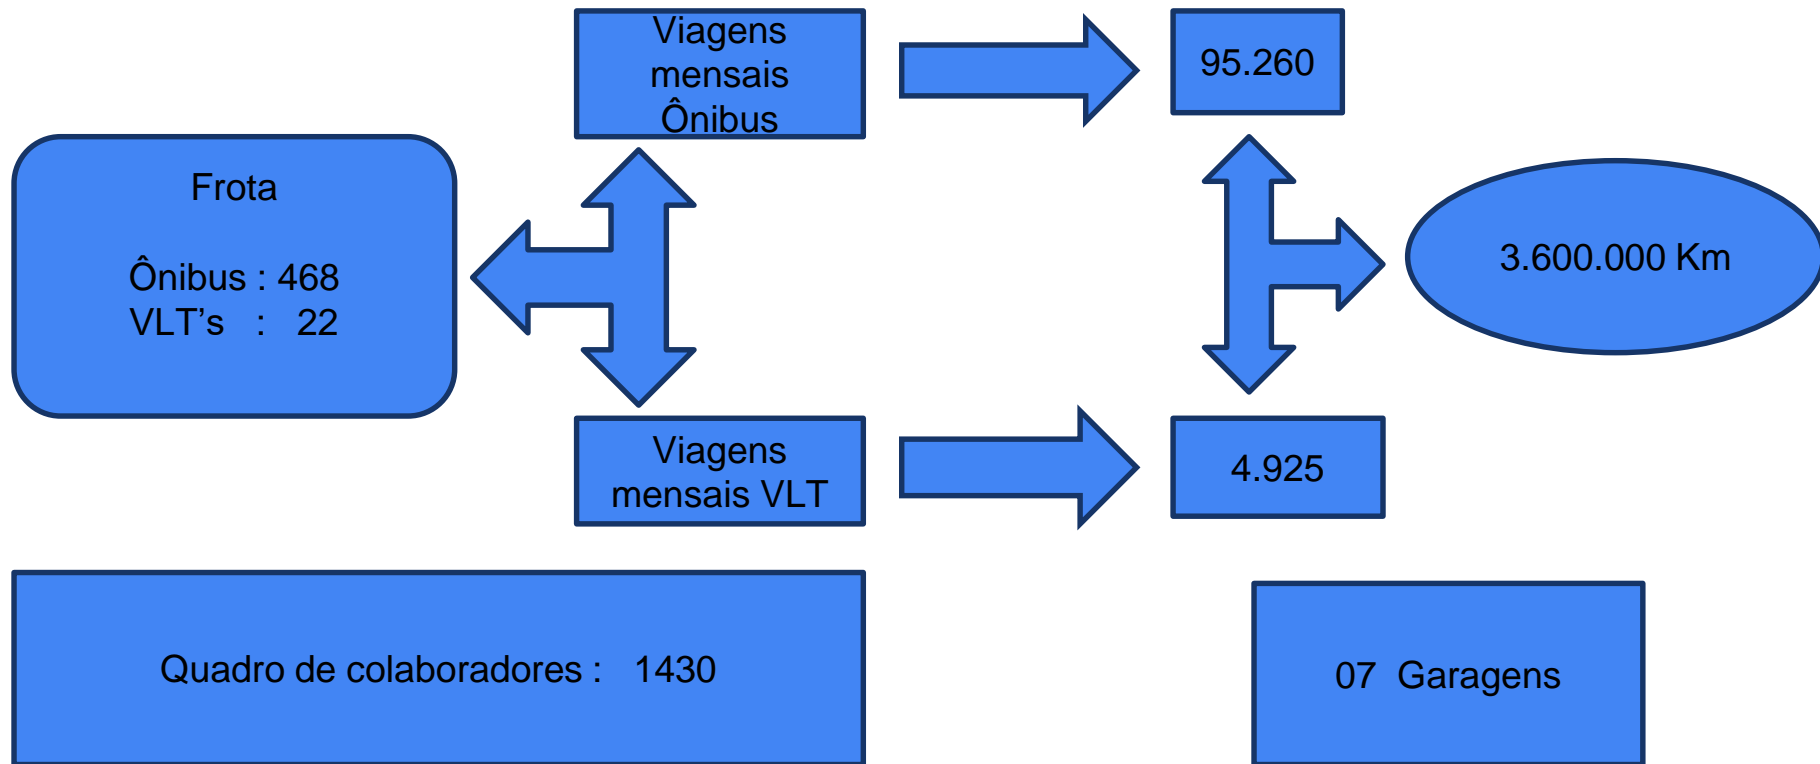 Viagens
mensais
Ônibus
95.260
Frota
Ônibus : 468
VLT’s : 22
3.600.000 Km
Viagens
mensais VLT
4.925
Quadro de colaboradores : 1430
07 Garagens